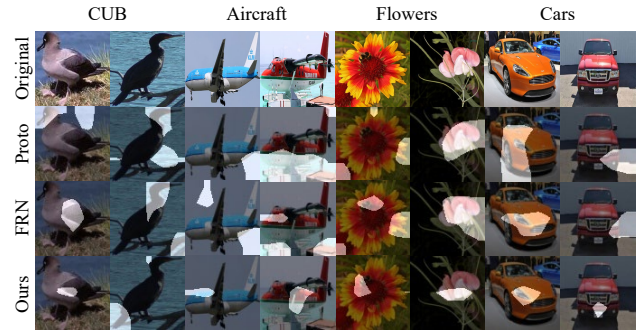 CUB Aircraft Flowers Cars
Original
Proto
FRN
Ours